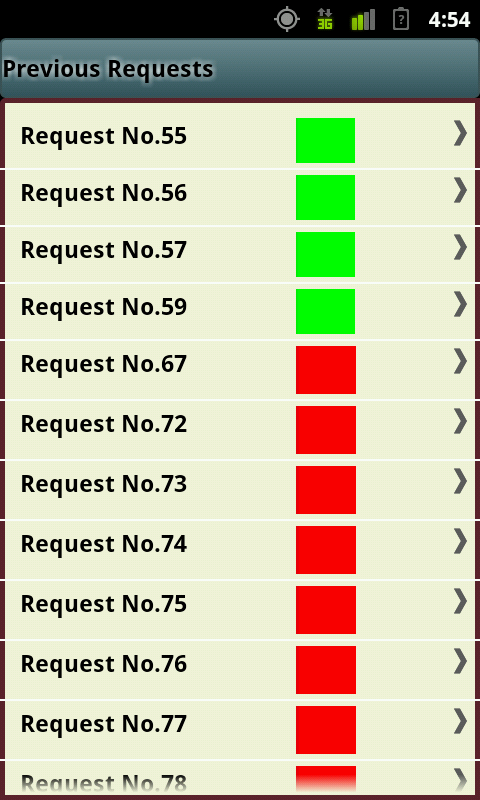 3G ? 4:54
Previous Requests
Request No.55
Request No.56
Request No.57
Request No.59
Request No.67
Request No.72
Request No.73
Request No.74
Request No.75
Request No.76
Request No.77
Request No.78